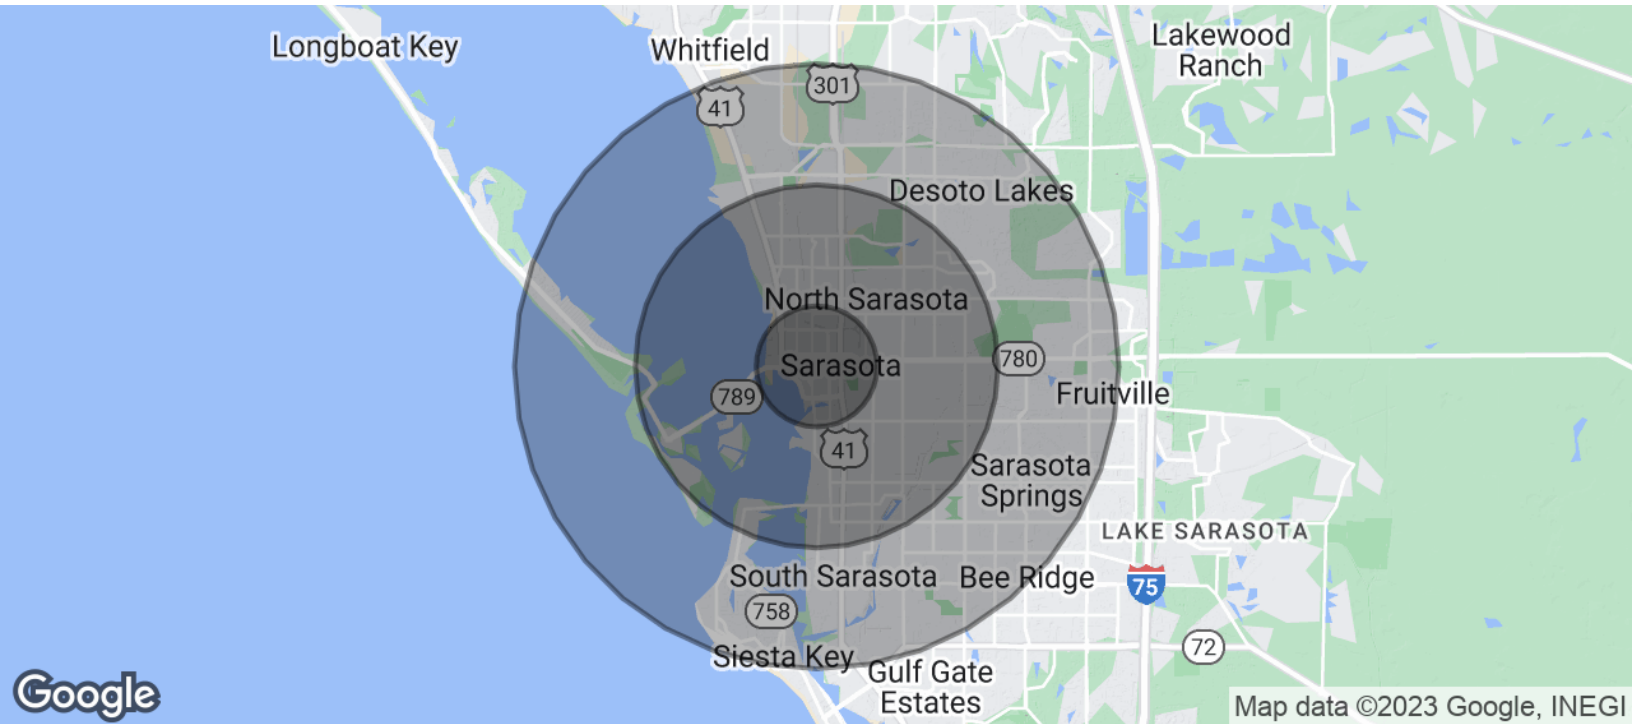 Longboat Key
Whitfield
Lakewood
Ranch
301
41
Desoto Lakes
North Sarasota
Sarasota
780
789
Fruitville
41
Sarasota
Springs
LAKE SARASOTA
South Sarasota
Bee Ridge
75
758
72
Siesta Key
Gulf Gate
Estates
Google
Map data ©2023 Google, INEGI